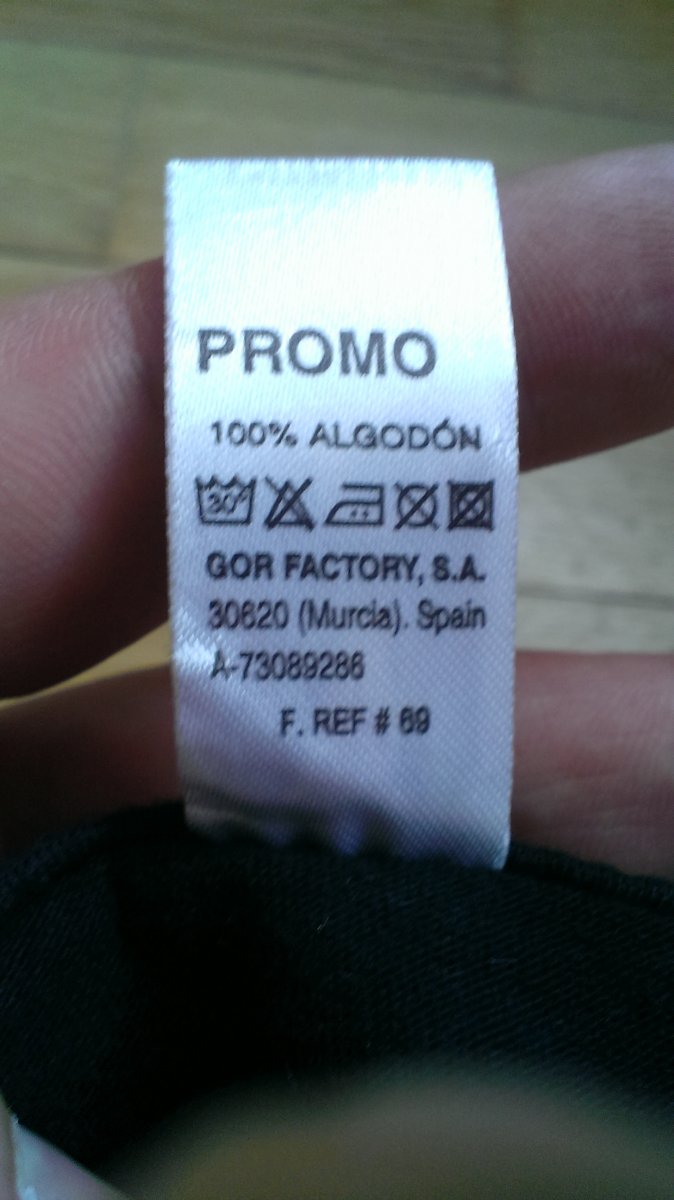 PROMO
100% ALGODÓN
30°
GOR FACTORY, S.A.
30620 (Murcia). Spain
A-73089286
F. REF # 69